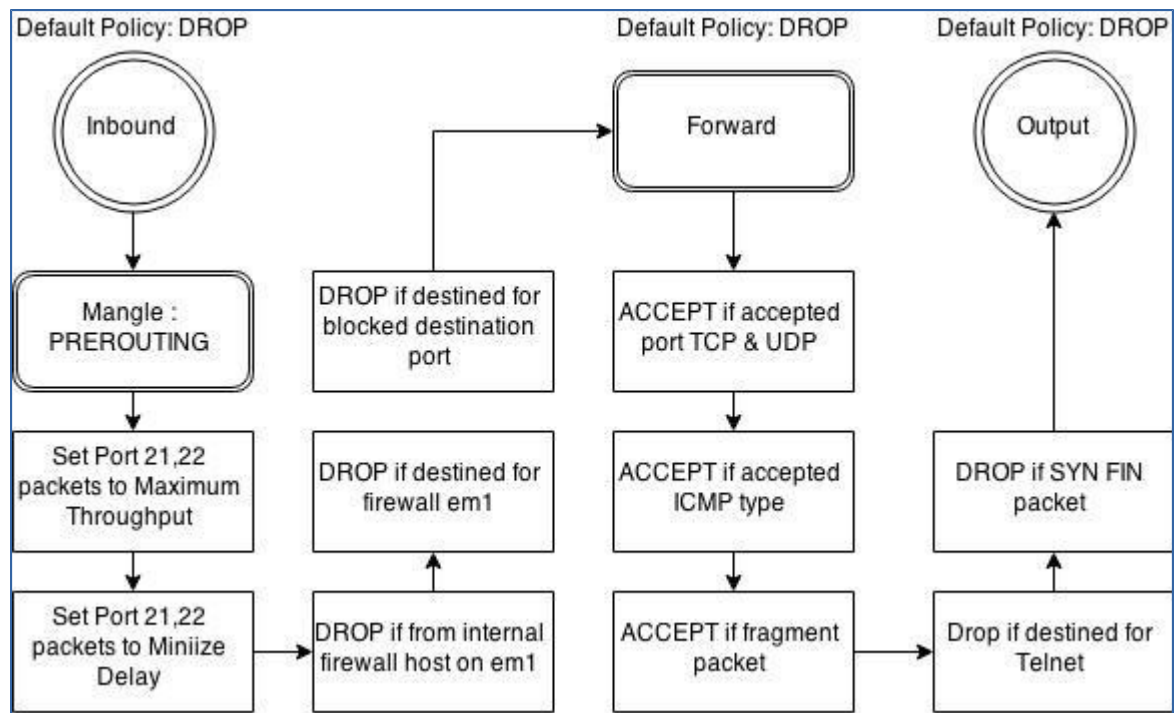 Default Policy: DROP
Default Policy: DROP
Default Policy: DROP
Inbound
Forward
Output
Mangle :
PREROUTING
Set Port 21,22
packets to Maximum
Throughput
Set Port 21,22
packets to Miniize
Delay
DROP if from internal
firewall host on em1
DROP if destined for
firewall em1
DROP if destined for
blocked destination
port
ACCEPT if accepted
port TCP & UDP
ACCEPT if accepted
ICMP type
ACCEPT if fragment
packet
Drop if destined for
Telnet
DROP if SYN FIN
packet